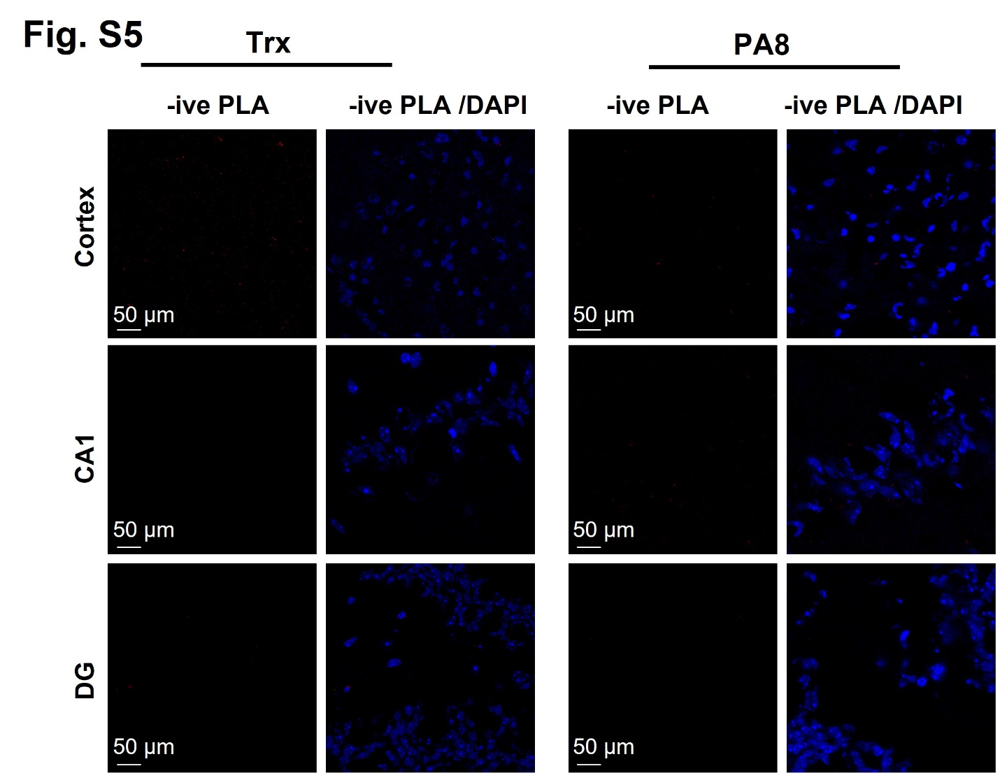 Fig. S5
Trx
PA8
-ive PLA
-ive PLA /DAPI
-ive PLA
-ive PLA /DAPI
Cortex
50 µm
50 µm
CA1
50 µm
50 µm
DG
50 µm
50 µm